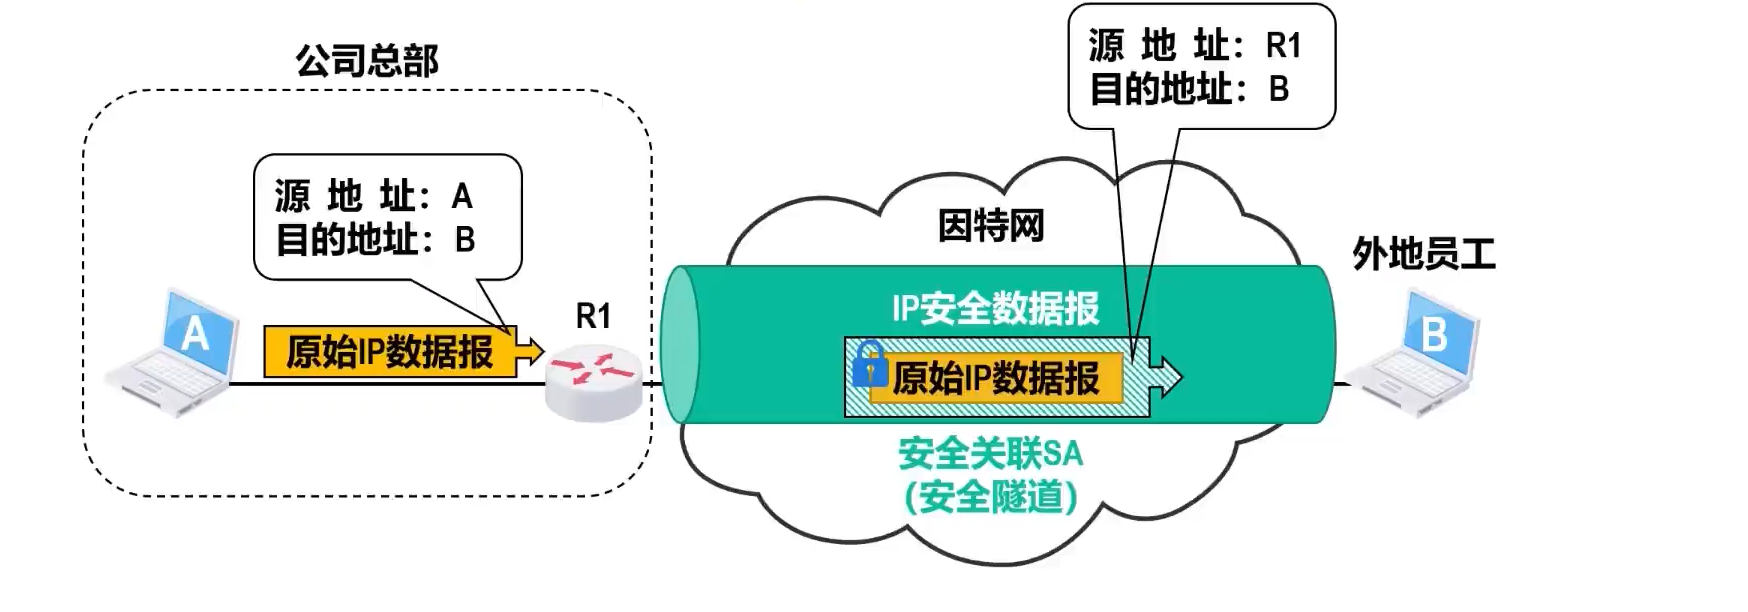 公司总部
源 地 址：A
目的地址：B
A
原始IP数据报
R1
源 地 址：R1
目的地址：B
因特网
IP安全数据报
原始IP数据报
安全关联SA
（安全隧道）
外地员工
B